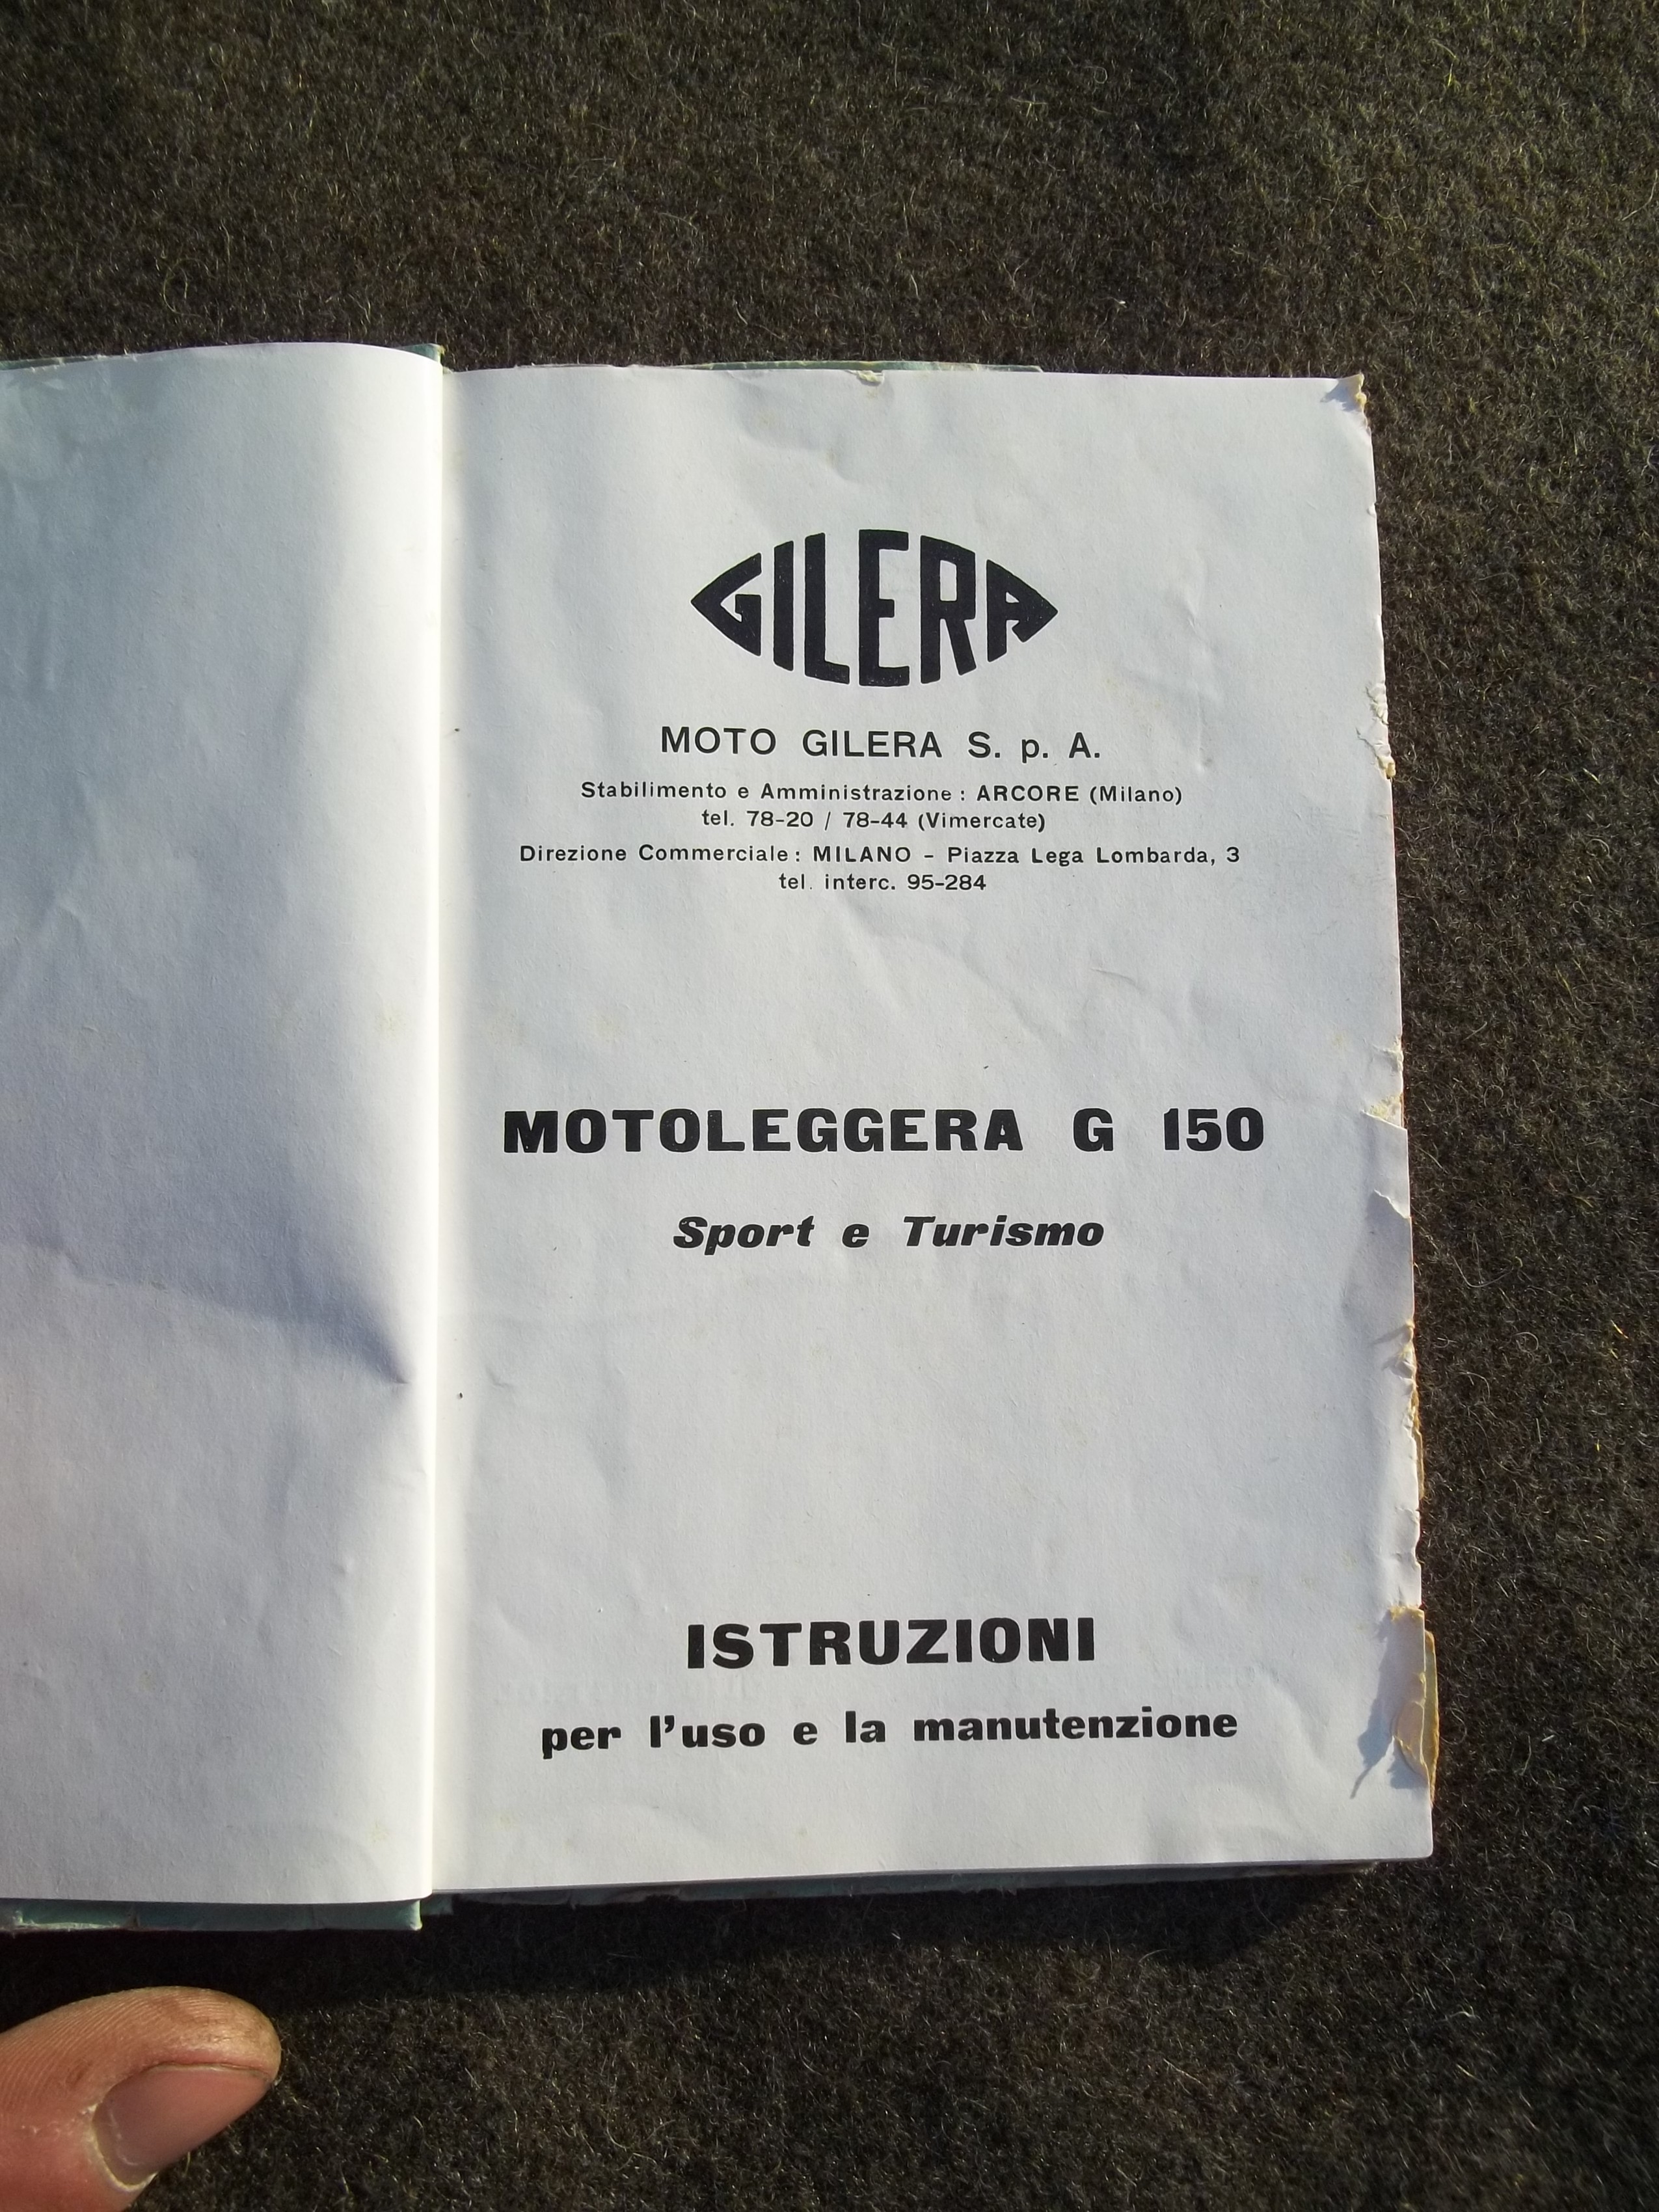 GILERA
MOTO GILERA S. p. A.
Stabilimento e Amministrazione : ARCORE (Milano)
tel. 78-20 / 78-44 (Vimercate)
Direzione Commerciale : MILANO - Piazza Lega Lombarda, 3
tel. interc. 95-284
MOTOLEGGERA G 150
Sport e Turismo
ISTRUZIONI
per l'uso e la manutenzione